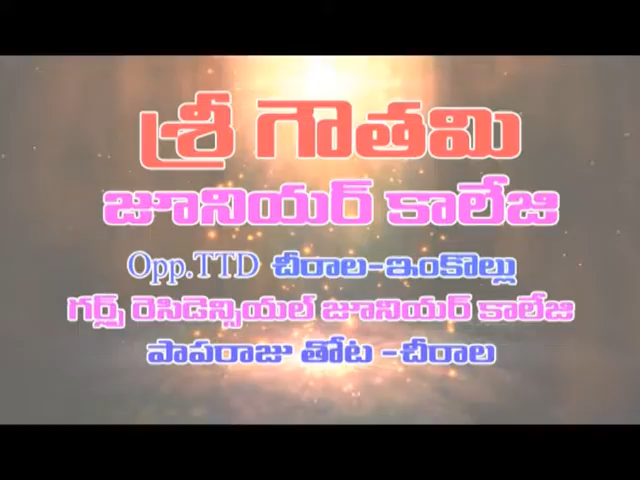 శ్రీ గౌతమి
జూనియర్ కాలేజి
Opp.TTD చీరాల-ఇంకొల్లు
గర్ల్స్ రెసిడెన్సియల్ జూనియర్ కాలేజి
పాపరాజు తోట -చీరాల